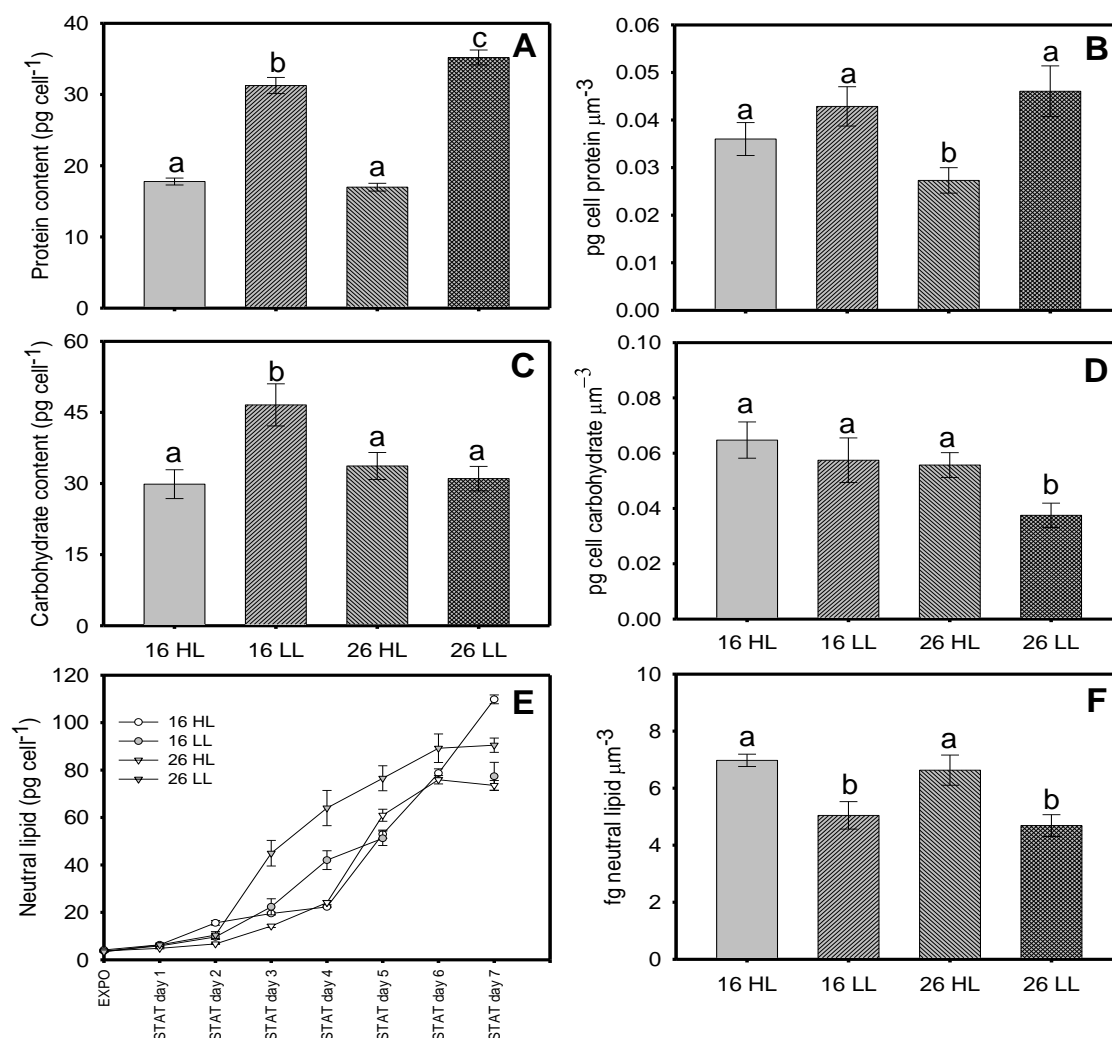 A
Protein content (pg cell-1)
40
30
20
10
0
a
b
a
c
B
pg cell protein μm-3
0.06
0.05
0.04
0.03
0.02
0.01
0.00
a
a
b
a
C
Carbohydrate content (pg cell-1)
60
45
30
15
0
a
b
a
a
16 HL 16 LL 26 HL 26 LL
D
pg cell carbohydrate μm-3
0.10
0.08
0.06
0.04
0.02
0.00
a
a
a
b
16 HL 16 LL 26 HL 26 LL
E
Neutral lipid (pg cell-1)
120
100
80
60
40
20
0
16 HL
16 LL
26 HL
26 LL
EXPO
STAT day 1
STAT day 2
STAT day 3
STAT day 4
STAT day 5
STAT day 6
STAT day 7
F
fg neutral lipid μm-3
10
8
6
4
2
0
a
b
a
b
16 HL 16 LL 26 HL 26 LL